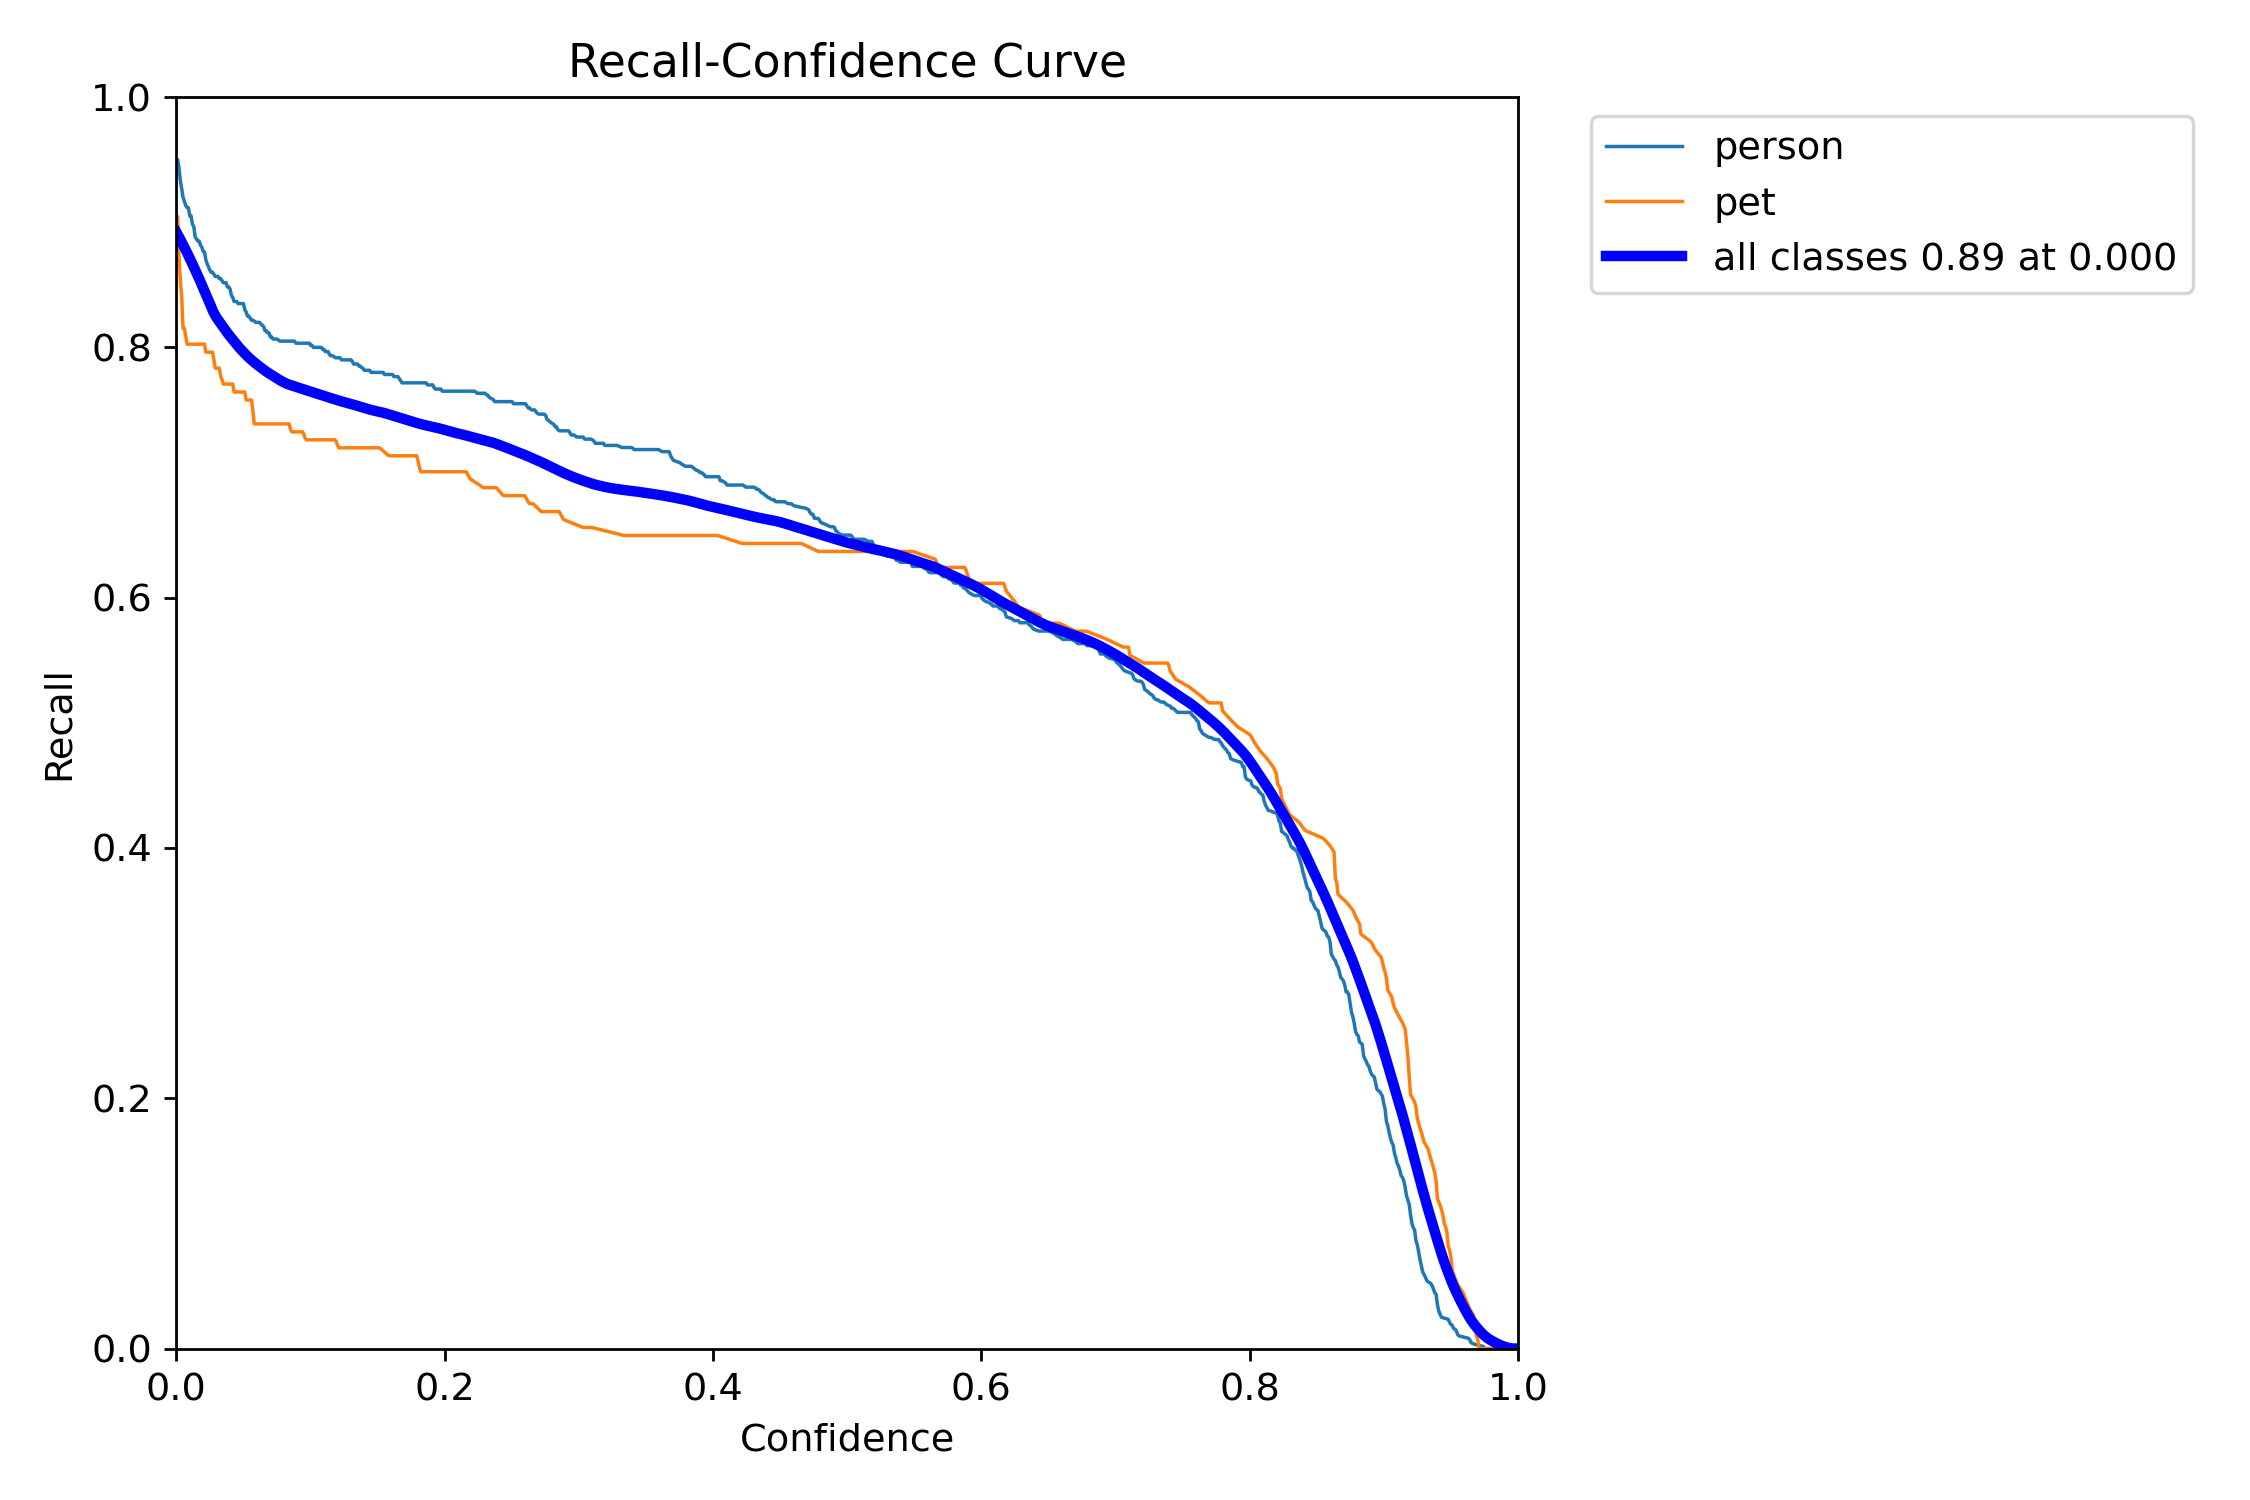 Recall-Confidence Curve
1.0
0.8
0.6
0.4
0.2
0.0
Recall
0.0 0.2 0.4 0.6 0.8 1.0
Confidence
person
pet
all classes 0.89 at 0.000